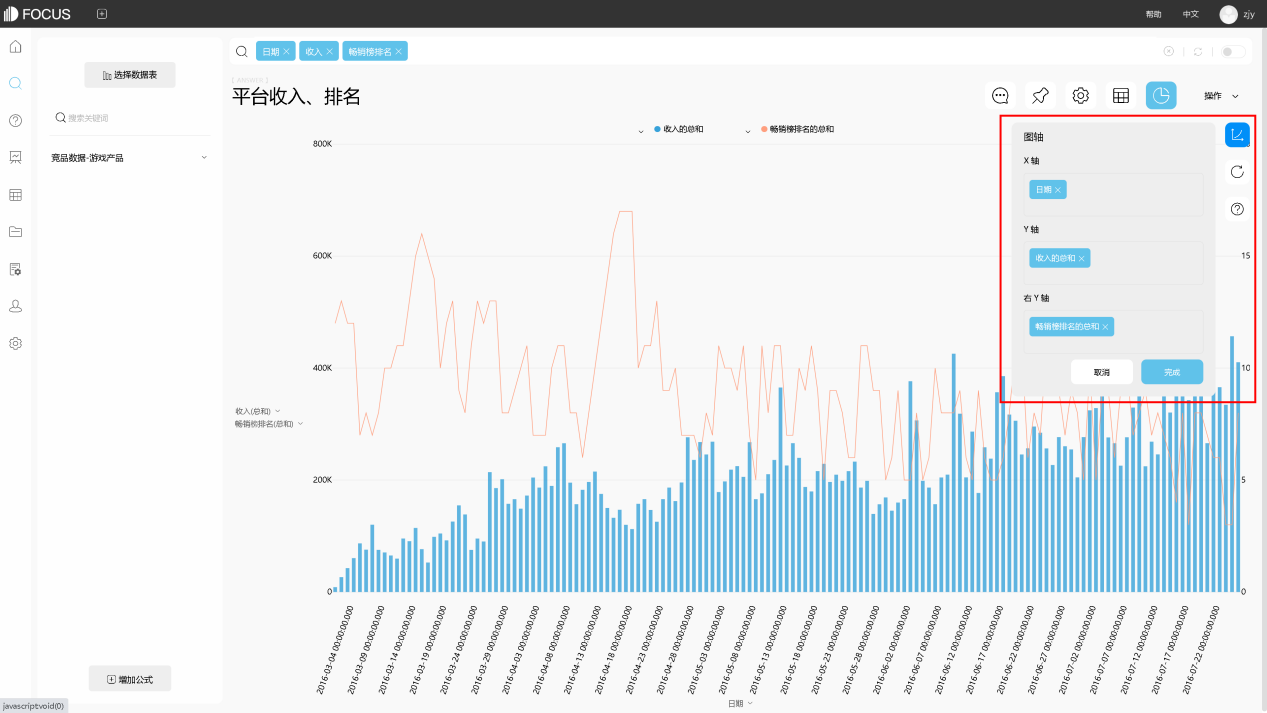 FOCUS
帮助
中文
zjy
选择数据表
搜索关键词
竞品数据-游戏产品
增加公式
javascript:void(0)
日期
收入
畅销榜排名
[ ANSWER ]
平台收入、排名
操作
收入的总和
畅销榜排名的总和
800K
600K
400K
200K
0
收入(总和)
畅销榜排名(总和)
15
10
5
0
2016-03-04 00:00:00.000
2016-03-09 00:00:00.000
2016-03-14 00:00:00.000
2016-03-19 00:00:00.000
2016-03-24 00:00:00.000
2016-03-29 00:00:00.000
2016-04-03 00:00:00.000
2016-04-08 00:00:00.000
2016-04-13 00:00:00.000
2016-04-18 00:00:00.000
2016-04-23 00:00:00.000
2016-04-28 00:00:00.000
2016-05-03 00:00:00.000
2016-05-08 00:00:00.000
2016-05-13 00:00:00.000
2016-05-18 00:00:00.000
2016-05-23 00:00:00.000
2016-05-28 00:00:00.000
2016-06-02 00:00:00.000
2016-06-07 00:00:00.000
2016-06-12 00:00:00.000
2016-06-17 00:00:00.000
2016-06-22 00:00:00.000
2016-06-27 00:00:00.000
2016-07-02 00:00:00.000
2016-07-07 00:00:00.000
2016-07-12 00:00:00.000
2016-07-17 00:00:00.000
2016-07-22 00:00:00.000
日期
图轴
X 轴
日期
Y 轴
收入的总和
右 Y 轴
畅销榜排名的总和
取消
完成